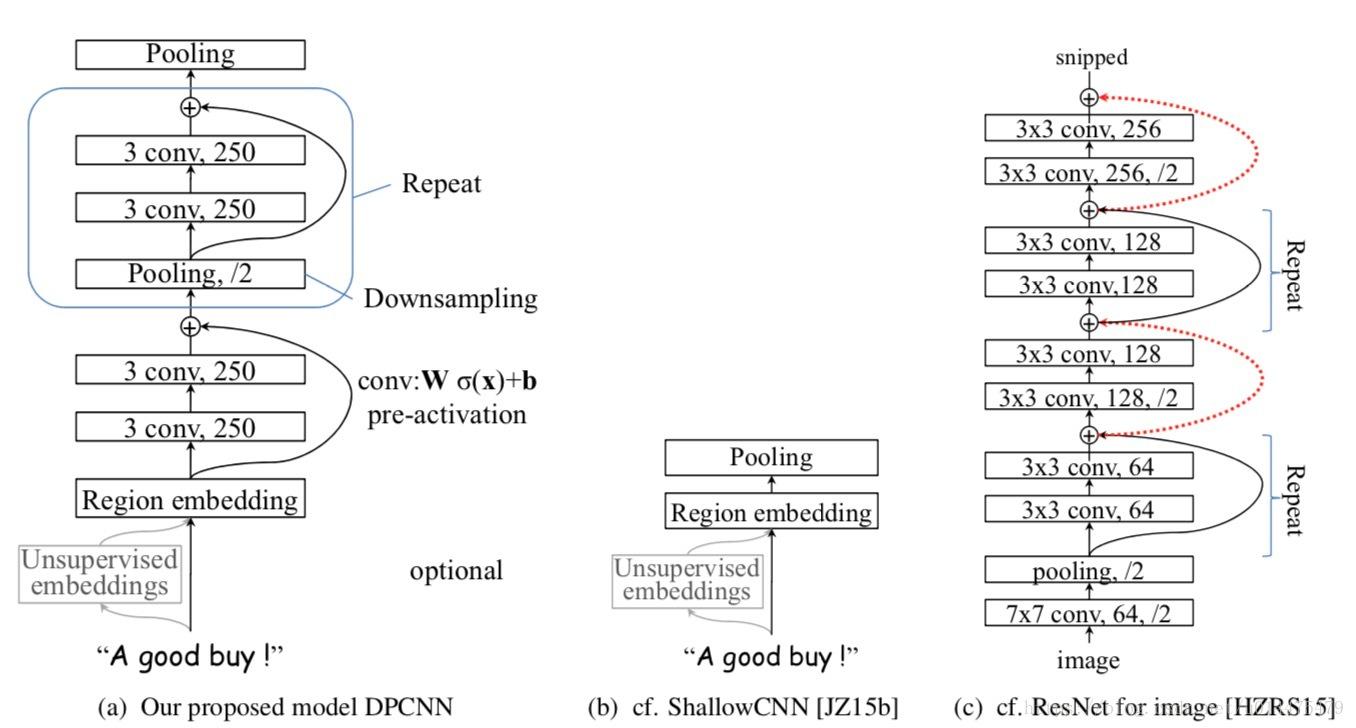 Pooling
3 conv, 250
3 conv, 250
Repeat
Pooling, /2
Downsampling
3 conv, 250
conv:W σ(x)+b
pre-activation
3 conv, 250
Region embedding
Unsupervised
embeddings
optional
“A good buy !”
(a) Our proposed model DPCNN
Pooling
Region embedding
Unsupervised
embeddings
“A good buy !”
(b) cf. ShallowCNN [JZ15b]
snipped
3x3 conv, 256
3x3 conv, 256, /2
3x3 conv, 128
3x3 conv,128
Repeat
3x3 conv, 128
3x3 conv, 128, /2
3x3 conv, 64
3x3 conv, 64
Repeat
pooling, /2
7x7 conv, 64, /2
image
(c) cf. ResNet for image [HZRS15]